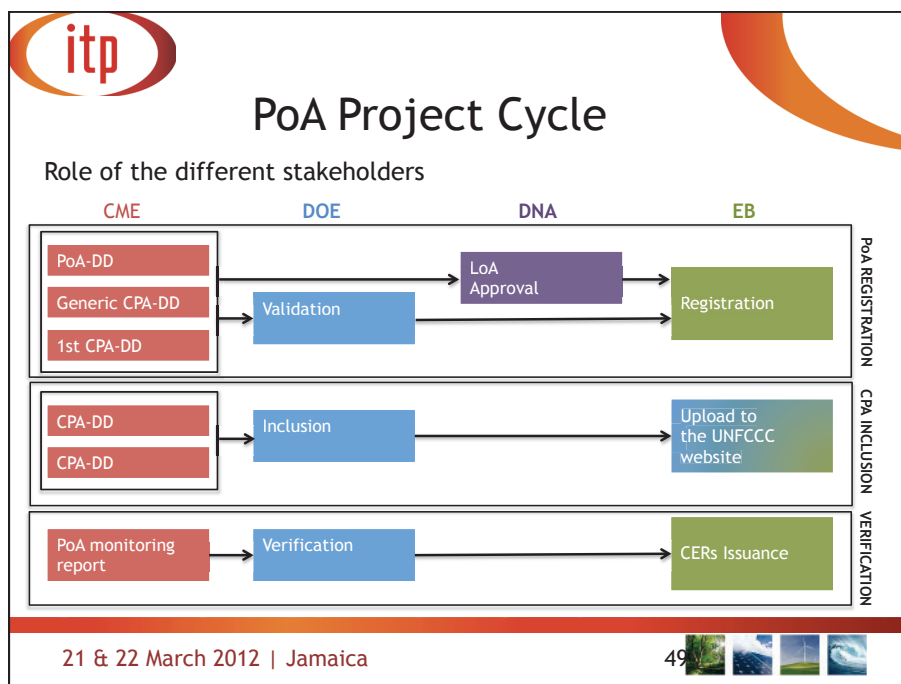 itp
PoA Project Cycle
Role of the different stakeholders
CME
DOE
DNA
EB
PoA-DD
Generic CPA-DD
1st CPA-DD
Validation
LoA
Approval
Registration
PoA REGISTRATION
CPA-DD
CPA-DD
Inclusion
Upload to
the UNFCCC
website
CPA INCLUSION
PoA monitoring
report
Verification
CERs Issuance
VERIFICATION
21 & 22 March 2012 | Jamaica
49